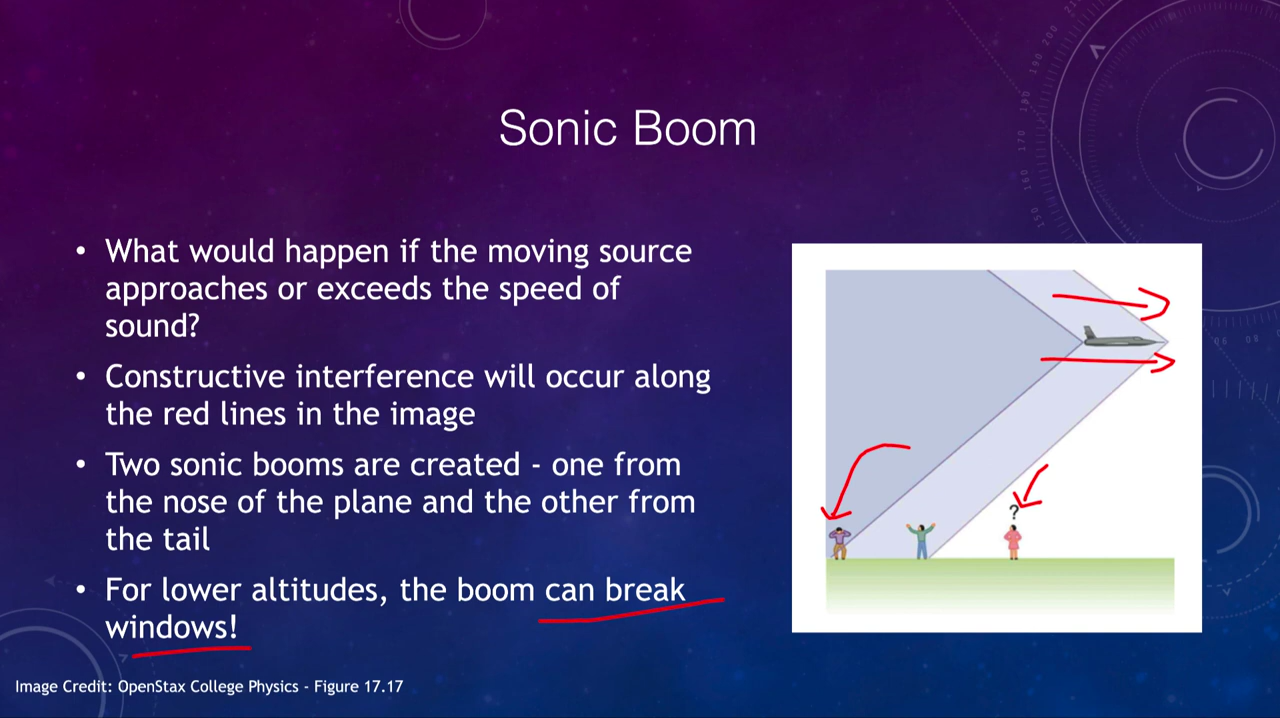 Sonic Boom
• What would happen if the moving source
approaches or exceeds the speed of
sound?
• Constructive interference will occur along
the red lines in the image
• Two sonic booms are created - one from
the nose of the plane and the other from
the tail
• For lower altitudes, the boom can break
windows!
?
Image Credit: OpenStax College Physics - Figure 17.17